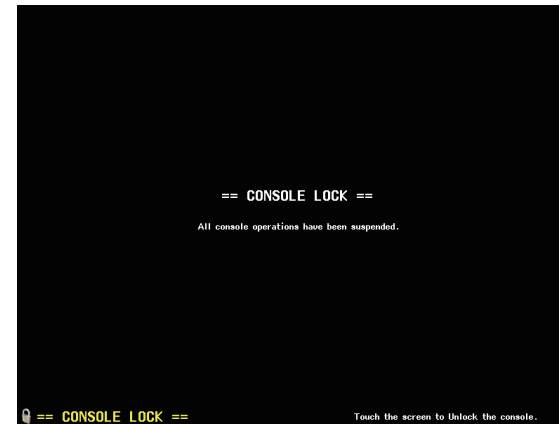 == CONSOLE LOCK ==
All console operations have been suspended.
== CONSOLE LOCK ==
Touch the screen to Unlock the console.